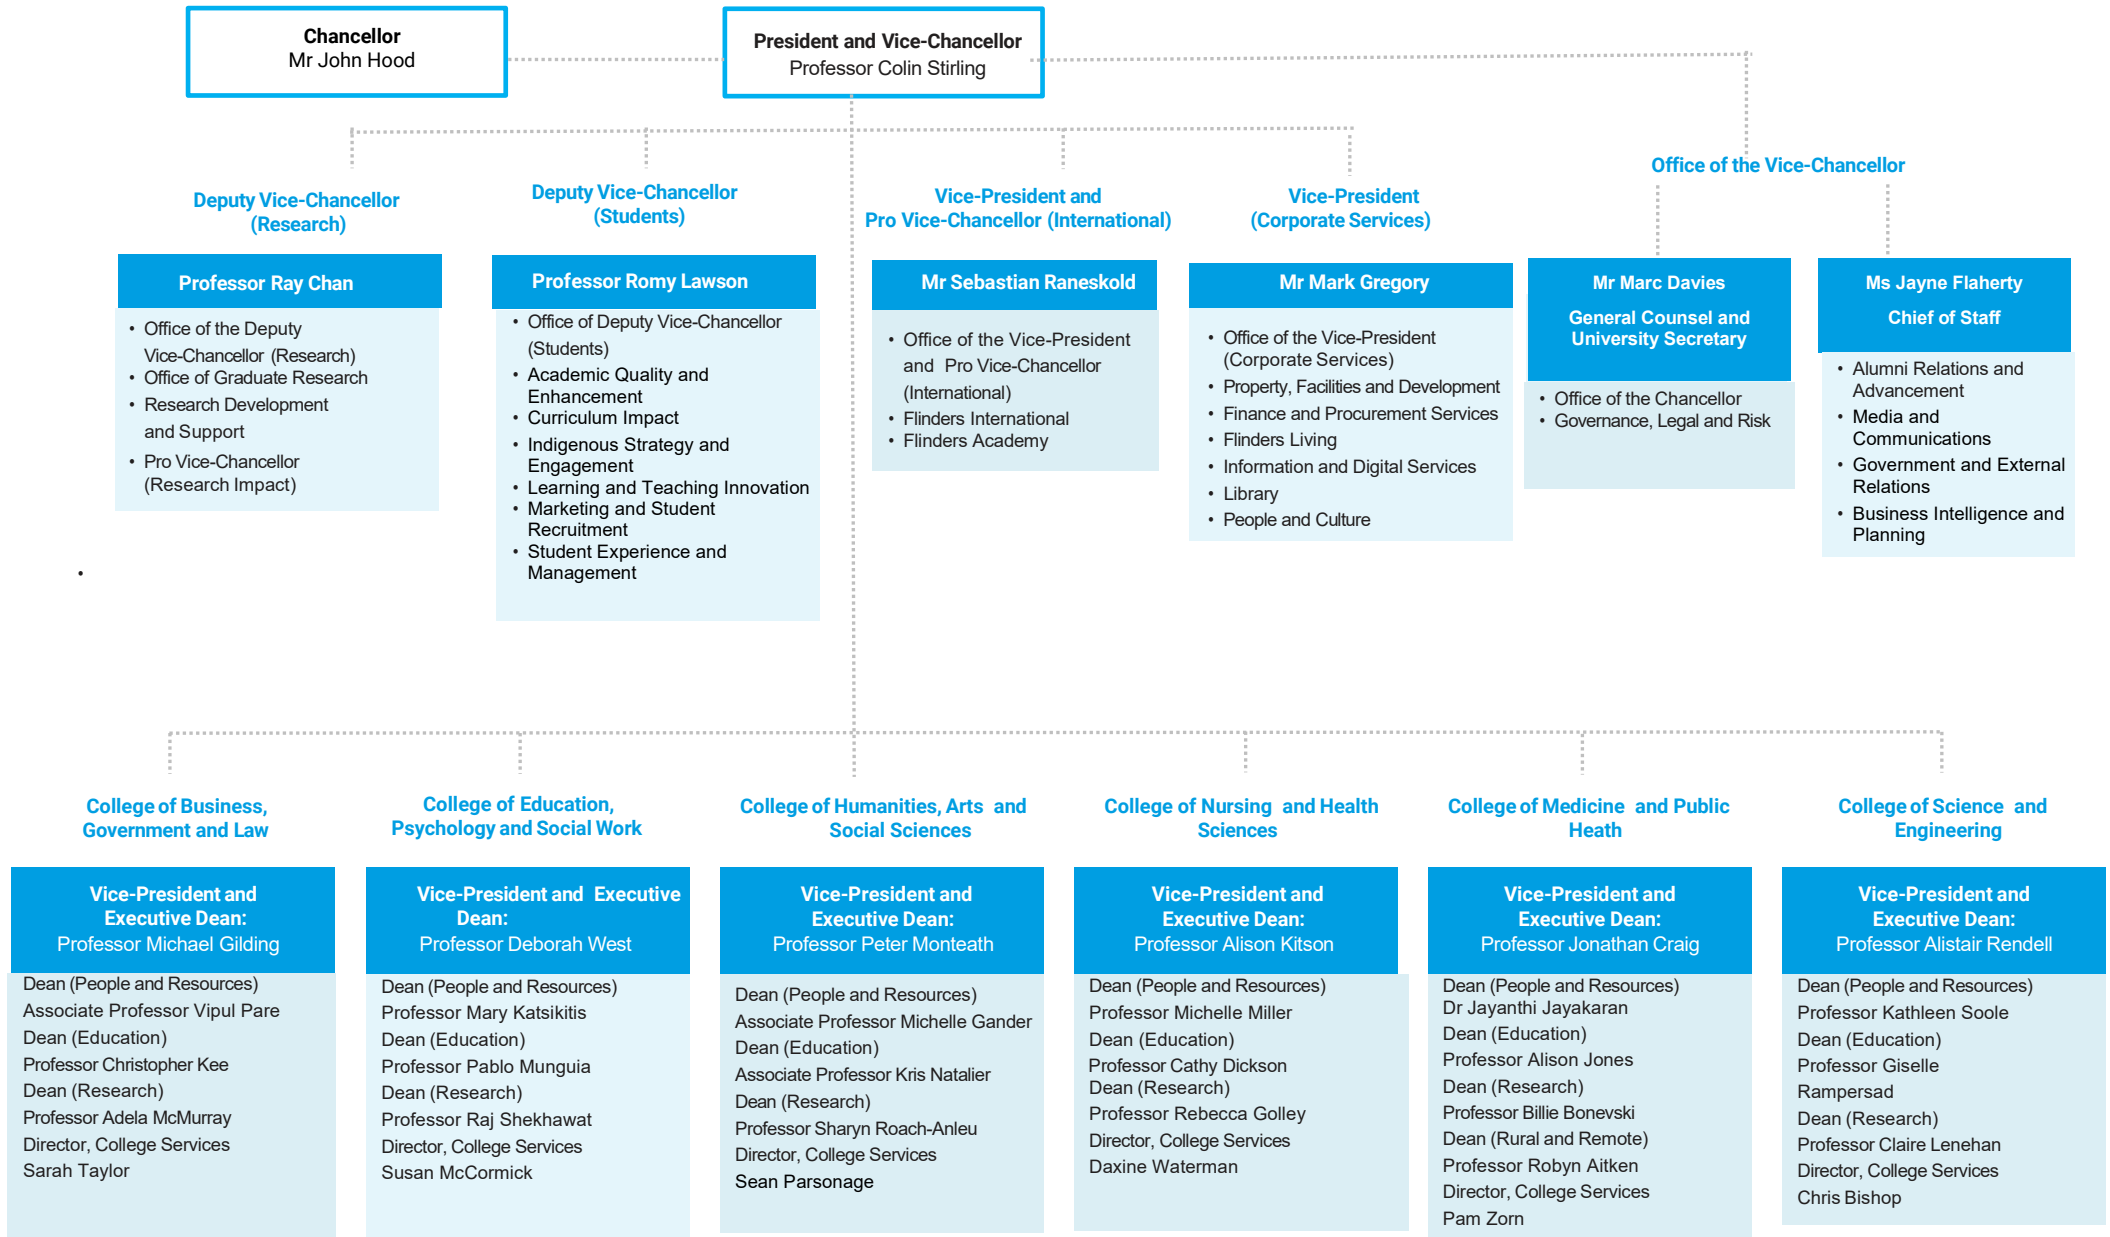 Chancellor
Mr John Hood
President and Vice-Chancellor
Professor Colin Stirling
Deputy Vice-Chancellor
(Research)
Professor Ray Chan
• Office of the Deputy
Vice-Chancellor (Research)
• Office of Graduate Research
• Research Development
and Support
• Pro Vice-Chancellor
(Research Impact)
Deputy Vice-Chancellor
(Students)
Professor Romy Lawson
• Office of Deputy Vice-Chancellor
(Students)
• Academic Quality and
Enhancement
• Curriculum Impact
• Indigenous Strategy and
Engagement
• Learning and Teaching Innovation
• Marketing and Student
Recruitment
• Student Experience and
Management
Vice-President and
Pro Vice-Chancellor (International)
Mr Sebastian Raneskold
• Office of the Vice-President
and Pro Vice-Chancellor
(International)
• Flinders International
• Flinders Academy
Vice-President
(Corporate Services)
Mr Mark Gregory
• Office of the Vice-President
(Corporate Services)
• Property, Facilities and Development
• Finance and Procurement Services
• Flinders Living
• Information and Digital Services
• Library
• People and Culture
Office of the Vice-Chancellor
Mr Marc Davies
General Counsel and
University Secretary
• Office of the Chancellor
• Governance, Legal and Risk
Ms Jayne Flaherty
Chief of Staff
• Alumni Relations and
Advancement
• Media and
Communications
• Government and External
Relations
• Business Intelligence and
Planning
•
College of Business,
Government and Law
Vice-President and
Executive Dean:
Professor Michael Gilding
Dean (People and Resources)
Associate Professor Vipul Pare
Dean (Education)
Professor Christopher Kee
Dean (Research)
Professor Adela McMurray
Director, College Services
Sarah Taylor
College of Education,
Psychology and Social Work
Vice-President and Executive
Dean:
Professor Deborah West
Dean (People and Resources)
Professor Mary Katsikitis
Dean (Education)
Professor Pablo Munguia
Dean (Research)
Professor Raj Shekhawat
Director, College Services
Susan McCormick
College of Humanities, Arts and
Social Sciences
Vice-President and
Executive Dean:
Professor Peter Monteath
Dean (People and Resources)
Associate Professor Michelle Gander
Dean (Education)
Associate Professor Kris Natalier
Dean (Research)
Professor Sharyn Roach-Anleu
Director, College Services
Sean Parsonage
College of Nursing and Health
Sciences
Vice-President and
Executive Dean:
Professor Alison Kitson
Dean (People and Resources)
Professor Michelle Miller
Dean (Education)
Professor Cathy Dickson
Dean (Research)
Professor Rebecca Golley
Director, College Services
Daxine Waterman
College of Medicine and Public
Heath
Vice-President and
Executive Dean:
Professor Jonathan Craig
Dean (People and Resources)
Dr Jayanthi Jayakaran
Dean (Education)
Professor Alison Jones
Dean (Research)
Professor Billie Bonevski
Dean (Rural and Remote)
Professor Robyn Aitken
Director, College Services
Pam Zorn
College of Science and
Engineering
Vice-President and
Executive Dean:
Professor Alistair Rendell
Dean (People and Resources)
Professor Kathleen Soole
Dean (Education)
Professor Giselle
Rampersad
Dean (Research)
Professor Claire Lenehan
Director, College Services
Chris Bishop